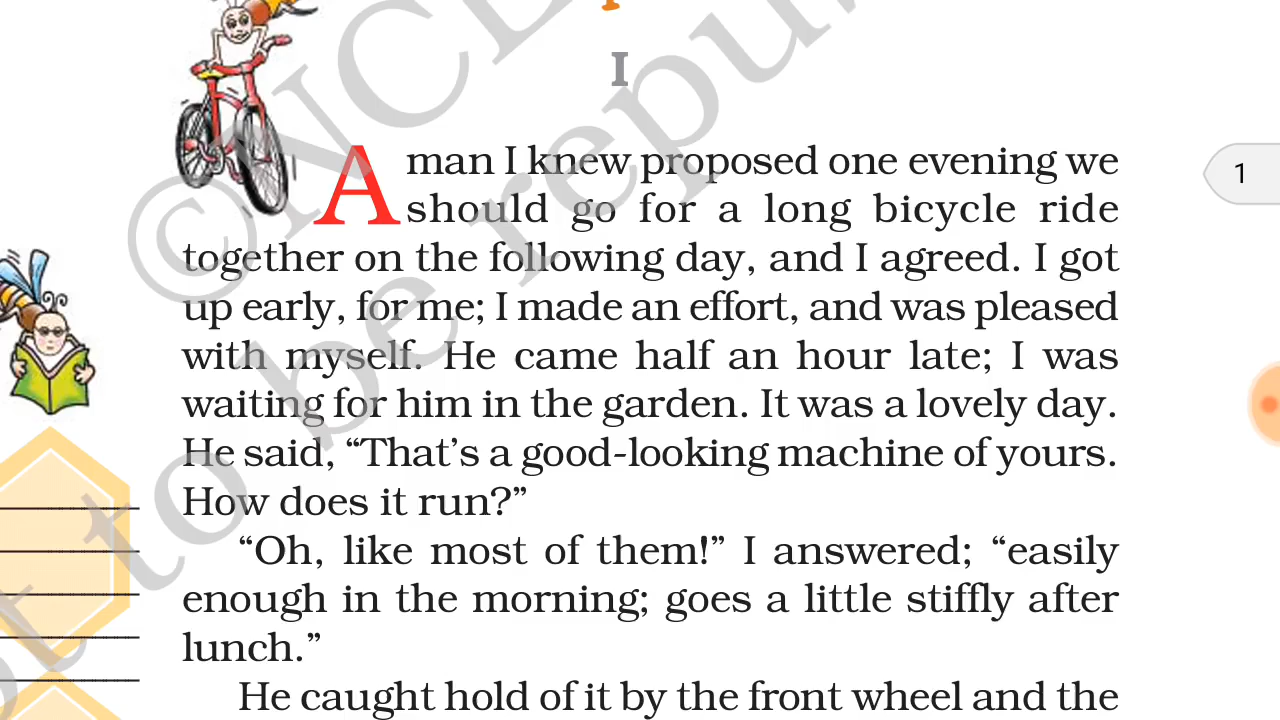 I
1
A man I knew proposed one evening we
should go for a long bicycle ride
together on the following day, and I agreed. I got
up early, for me; I made an effort, and was pleased
with myself. He came half an hour late; I was
waiting for him in the garden. It was a lovely day.
He said, “That’s a good-looking machine of yours.
How does it run?”
“Oh, like most of them!” I answered; “easily
enough in the morning; goes a little stiffly after
lunch.”
He caught hold of it by the front wheel and the
to be repu